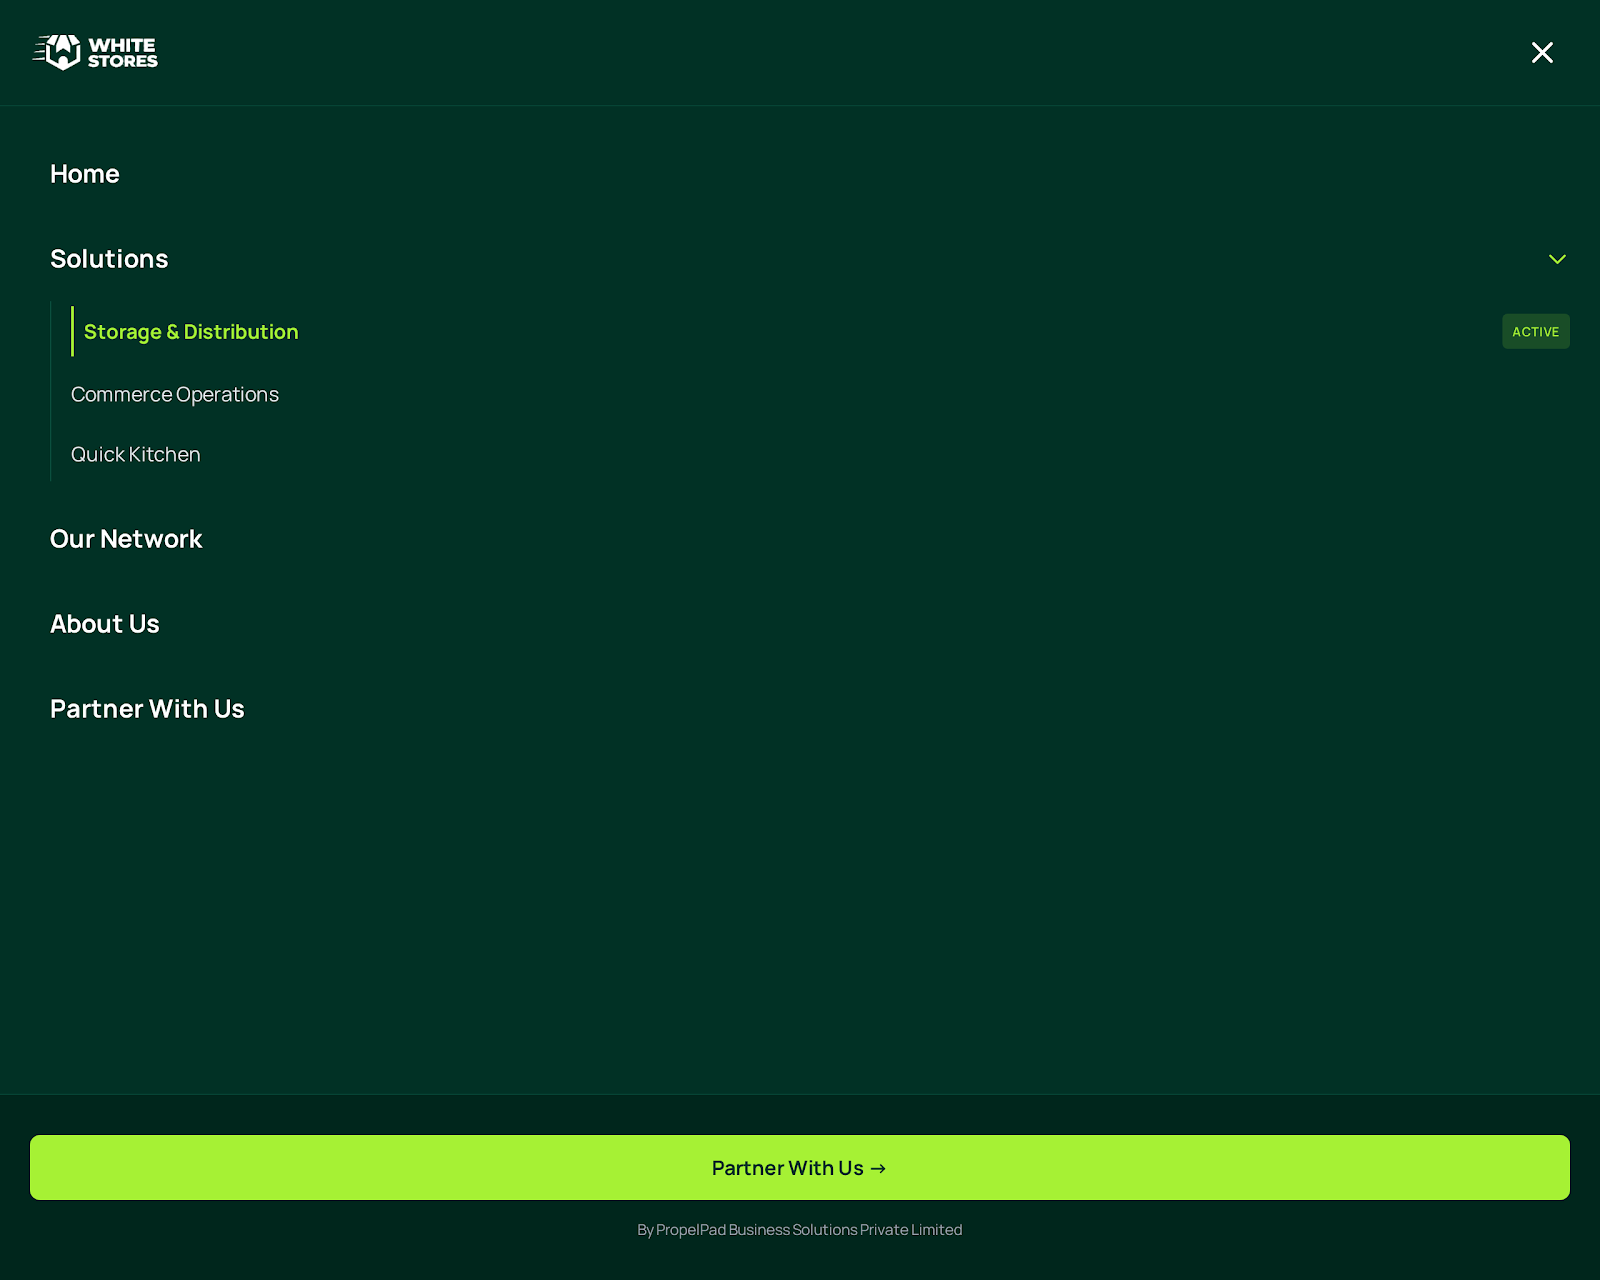 WHITE
STORES
Home
Solutions
Storage & Distribution
ACTIVE
Commerce Operations
Quick Kitchen
Our Network
About Us
Partner With Us
Partner With Us →
By PropelPad Business Solutions Private Limited